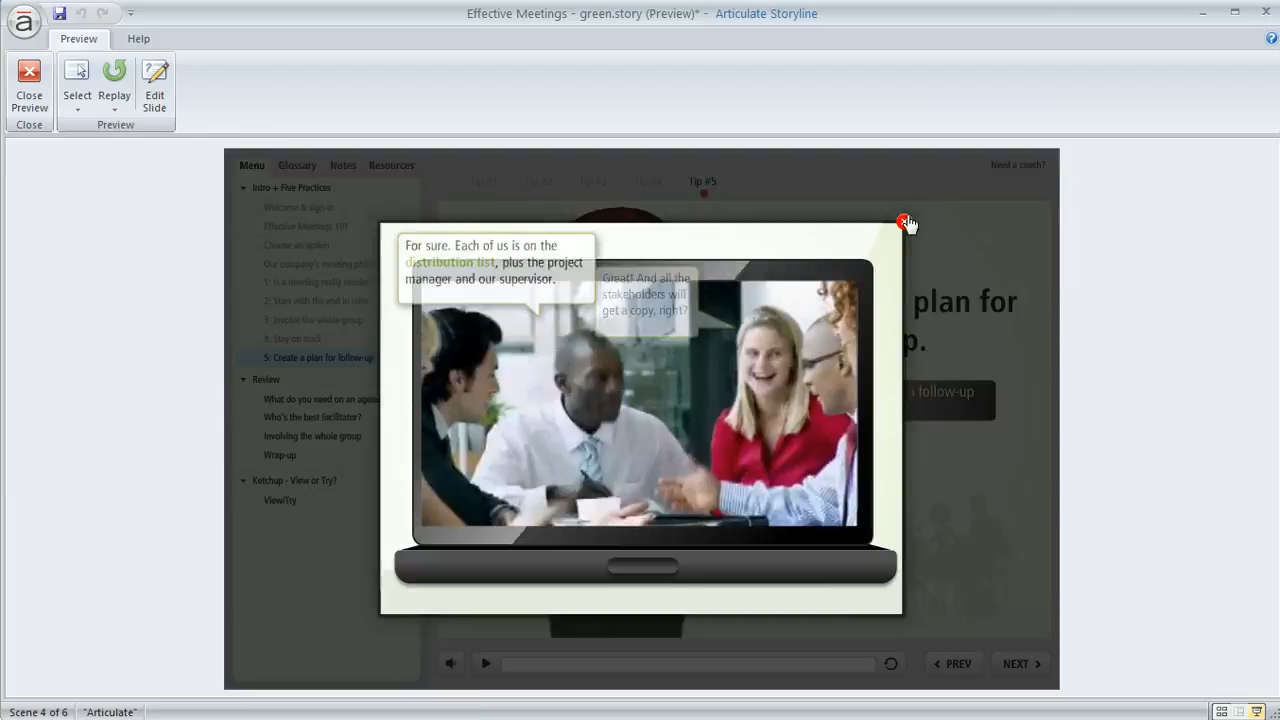 Effective Meetings - green.story (Preview)* - Articulate Storyline
Preview
Help
Close Preview
Select
Replay
Edit Slide
Close
Preview
Menu
Glossary
Notes
Resources
Need a coach?
Tip #1
Tip #2
Tip #3
Tip #4
Tip #5
Intro + Five Practices
Welcome & sign-in
Effective Meetings 101
Choose an option
Our company's meeting
1: Is a meeting really
2: Start with the end in
3: Involve the whole group
4: Stay on track
5: Create a plan for follow-up
Review
What do you need on an
Who's the best facilitator?
Involving the whole group
Wrap-up
Ketchup - View or Try?
View/Try
For sure. Each of us is on the
distribution list, plus the project
manager and our supervisor.
Great! And all the
stakeholders will
get a copy, right?
plan for
p.
follow-up
PREV
NEXT
Scene 4 of 6
"Articulate"